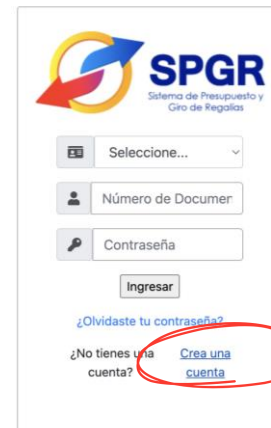 SPGR
Sistema de Presupuesto y
Giro de Regalías
Seleccione...
Número de Documen
Contraseña
Ingresar
¿Olvidaste tu contraseña?
¿No tienes una cuenta?
Crea una cuenta